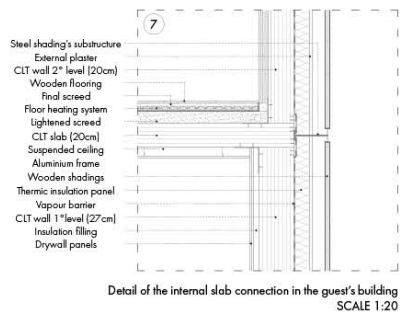 7
Steel shading's substructure
External plaster
CLT wall 2° level (20cm)
Wooden flooring
Final screed
Floor heating system
Lightened screed
CLT slab (20cm)
Suspended ceiling
Aluminium frame
Wooden shadings
Thermic insulation panel
Vapour barrier
CLT wall 1°level (27cm)
Insulation filling
Drywall panels
Detail of the internal slab connection in the guest's building
SCALE 1:20